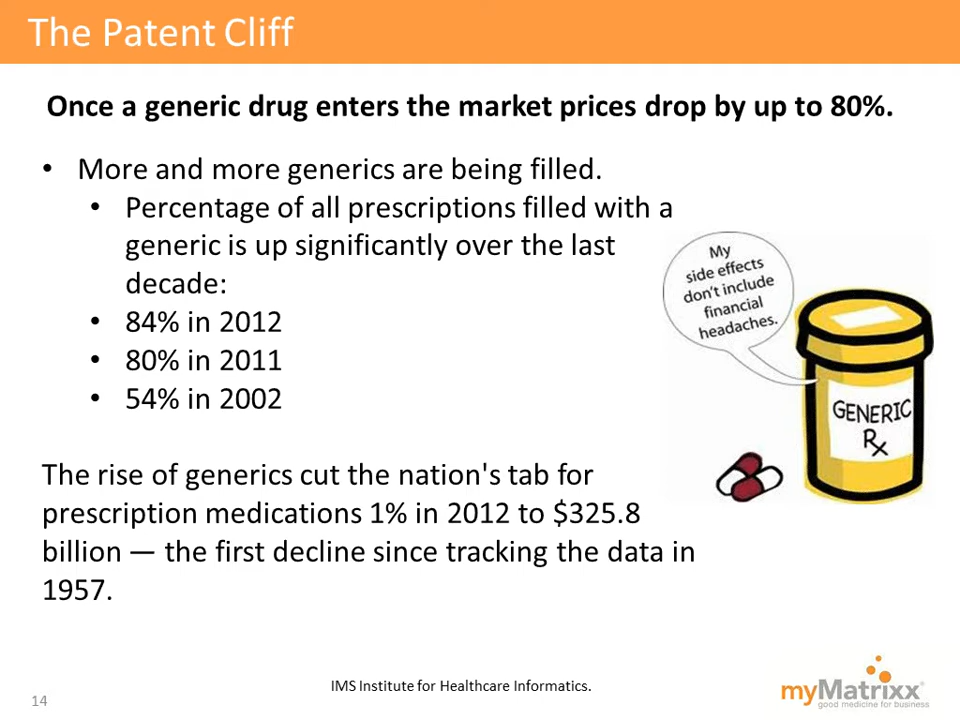 The Patent Cliff
Once a generic drug enters the market prices drop by up to 80%.
• More and more generics are being filled.
• Percentage of all prescriptions filled with a
generic is up significantly over the last
decade:
• 84% in 2012
• 80% in 2011
• 54% in 2002
My
side effects
don't include
financial
headaches.
GENERIC
Rx
The rise of generics cut the nation's tab for
prescription medications 1% in 2012 to $325.8
billion — the first decline since tracking the data in
1957.
IMS Institute for Healthcare Informatics.
14
myMatrixx®
good medicine for business